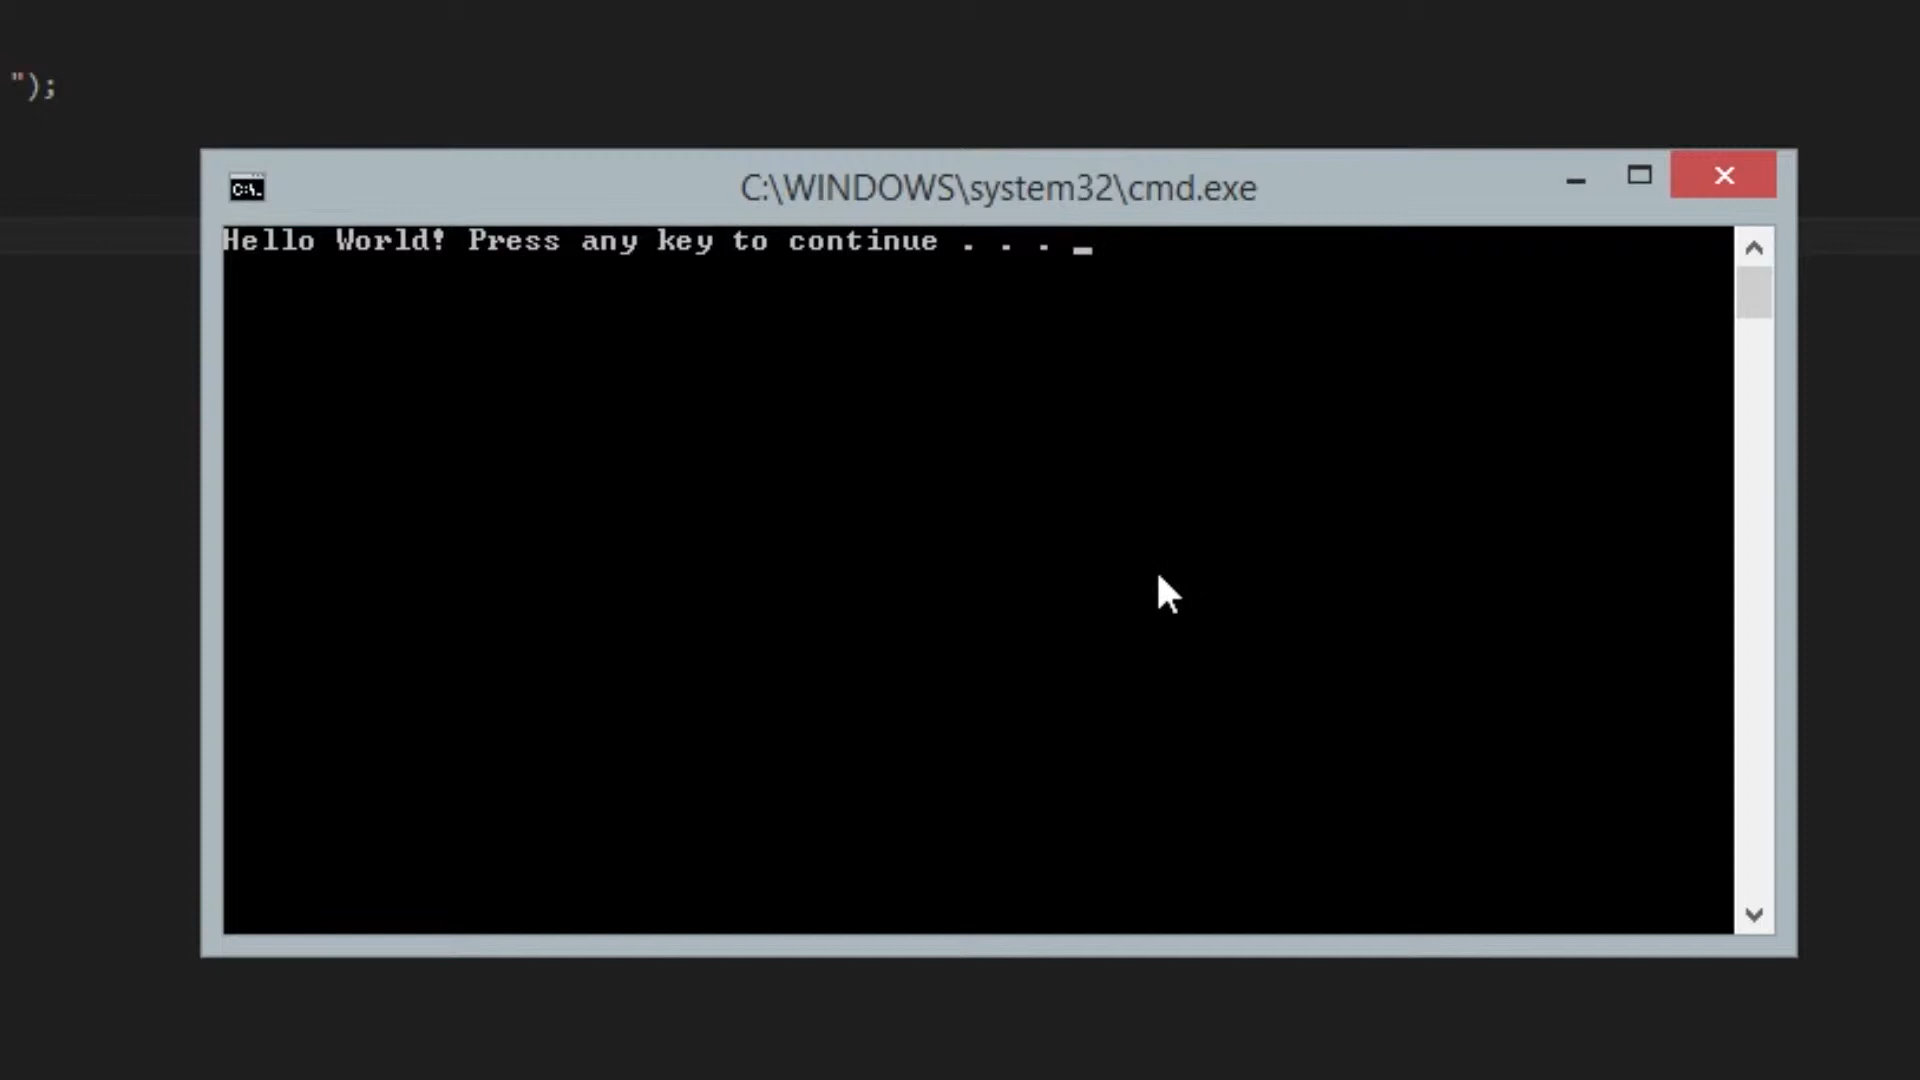 ");
C:\WINDOWS\system32\cmd.exe
Hello World! Press any key to continue . . . _